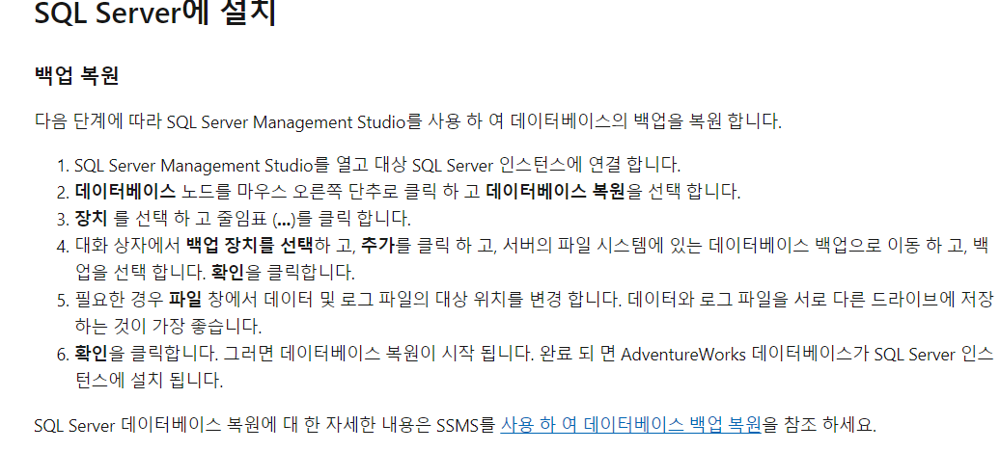 SQL Server에 설치
백업 복원
다음 단계에 따라 SQL Server Management Studio를 사용 하 여 데이터베이스의 백업을 복원 합니다.
1. SQL Server Management Studio를 열고 대상 SQL Server 인스턴스에 연결 합니다.
2. 데이터베이스 노드를 마우스 오른쪽 단추로 클릭 하 고 데이터베이스 복원을 선택 합니다.
3. 장치 를 선택 하 고 줄임표 (...)를 클릭 합니다.
4. 대화 상자에서 백업 장치를 선택하 고, 추가를 클릭 하 고, 서버의 파일 시스템에 있는 데이터베이스 백업으로 이동 하 고, 백
업을 선택 합니다. 확인을 클릭합니다.
5. 필요한 경우 파일 창에서 데이터 및 로그 파일의 대상 위치를 변경 합니다. 데이터와 로그 파일을 서로 다른 드라이브에 저장
하는 것이 가장 좋습니다.
6. 확인을 클릭합니다. 그러면 데이터베이스 복원이 시작 됩니다. 완료 되 면 AdventureWorks 데이터베이스가 SQL Server 인스
턴스에 설치 됩니다.
SQL Server 데이터베이스 복원에 대 한 자세한 내용은 SSMS를 사용 하 여 데이터베이스 백업 복원을 참조 하세요.